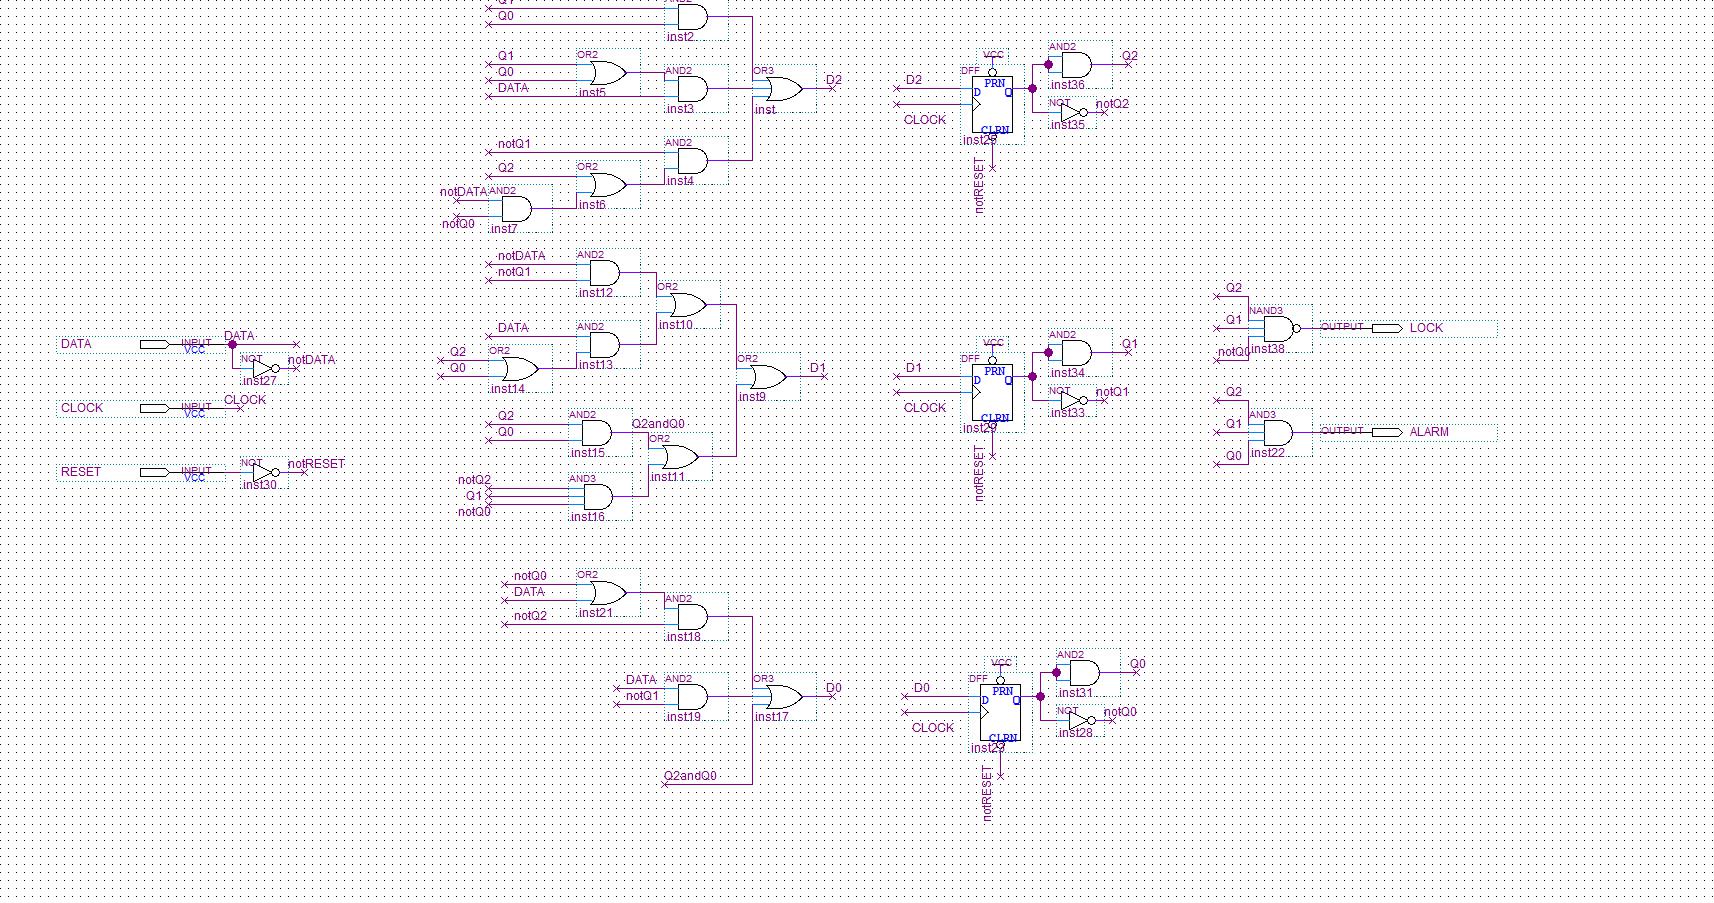 AND2
Q0
inst2
Q1
OR2
Q0
DATA
inst5
AND2
inst3
OR3
inst
D2
notQ1
AND2
inst4
Q2
OR2
inst6
notDATA
AND2
notQ0
inst7
notDATA
AND2
notQ1
inst12
OR2
inst10
DATA
AND2
inst13
Q2
OR2
Q0
inst14
OR2
inst9
D1
Q2
AND2
Q0
inst15
Q2andQ0
OR2
inst11
notQ2
AND3
Q1
notQ0
inst16
DATA
INPUT
VCC
DATA
NOT
notDATA
inst27
CLOCK
INPUT
VCC
CLOCK
RESET
INPUT
VCC
NOT
notRESET
inst30
notQ0
OR2
DATA
inst21
notQ2
AND2
inst18
DATA
AND2
notQ1
inst19
OR3
inst17
D0
Q2andQ0
VCC
DFF
D2
PRN
D
Q
CLOCK
CLRN
notRESET
AND2
Q2
inst36
NOT
notQ2
inst35
VCC
DFF
D1
PRN
D
Q
CLOCK
CLRN
inst29
notRESET
AND2
Q1
inst34
NOT
notQ1
inst33
VCC
DFF
D0
PRN
D
Q
CLOCK
CLRN
notRESET
AND2
Q0
inst31
NOT
notQ0
inst28
Q2
NAND3
Q1
notQ0
inst38
OUTPUT
LOCK
Q2
AND3
Q1
Q0
inst22
OUTPUT
ALARM